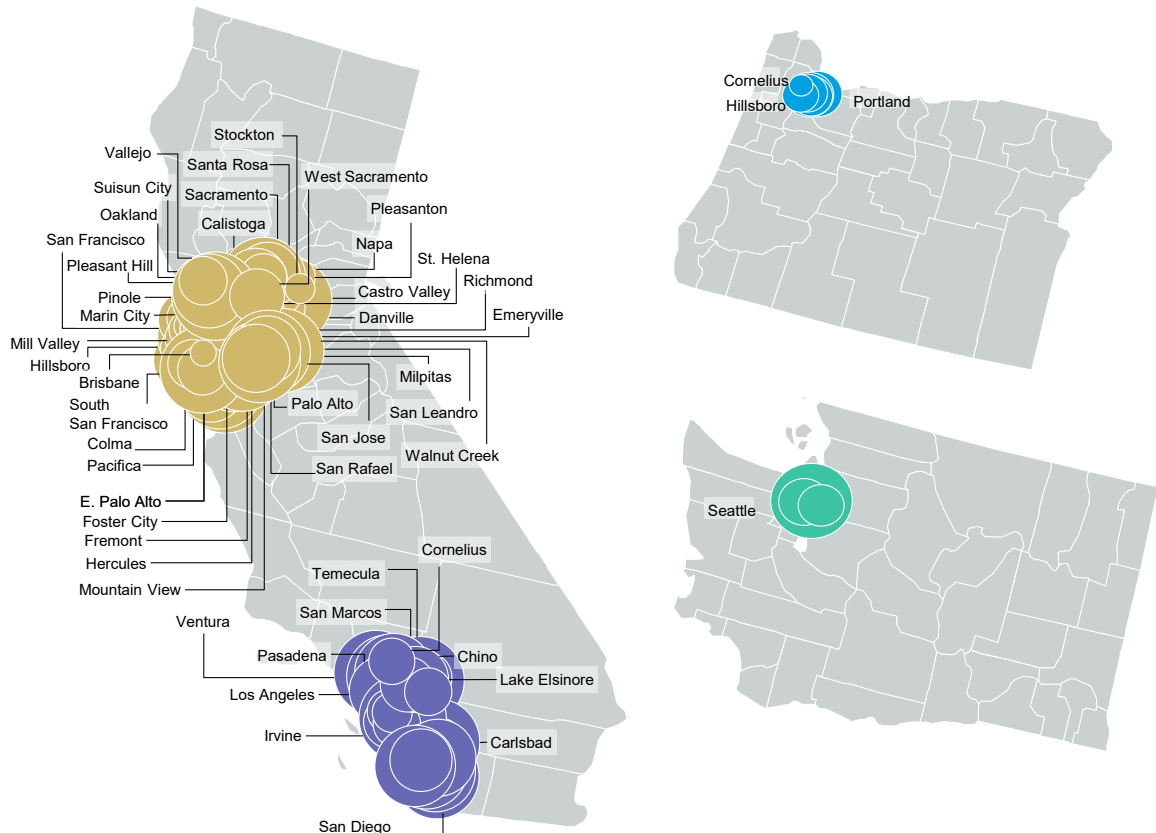 Stockton
Vallejo
Santa Rosa
West Sacramento
Suisun City
Sacramento
Oakland
Pleasanton
Calistoga
San Francisco
Napa
St. Helena
Pleasant Hill
Richmond
Castro Valley
Pinole
Marin City
Danville
Emeryville
Mill Valley
Hillsboro
Brisbane
Milpitas
South
San Francisco
Palo Alto
San Leandro
Colma
San Jose
Walnut Creek
Pacifica
San Rafael
E. Palo Alto
Foster City
Fremont
Hercules
Mountain View
Cornelius
Temecula
San Marcos
Ventura
Pasadena
Chino
Lake Elsinore
Los Angeles
Irvine
Carlsbad
San Diego
Cornelius
Hillsboro
Portland
Seattle